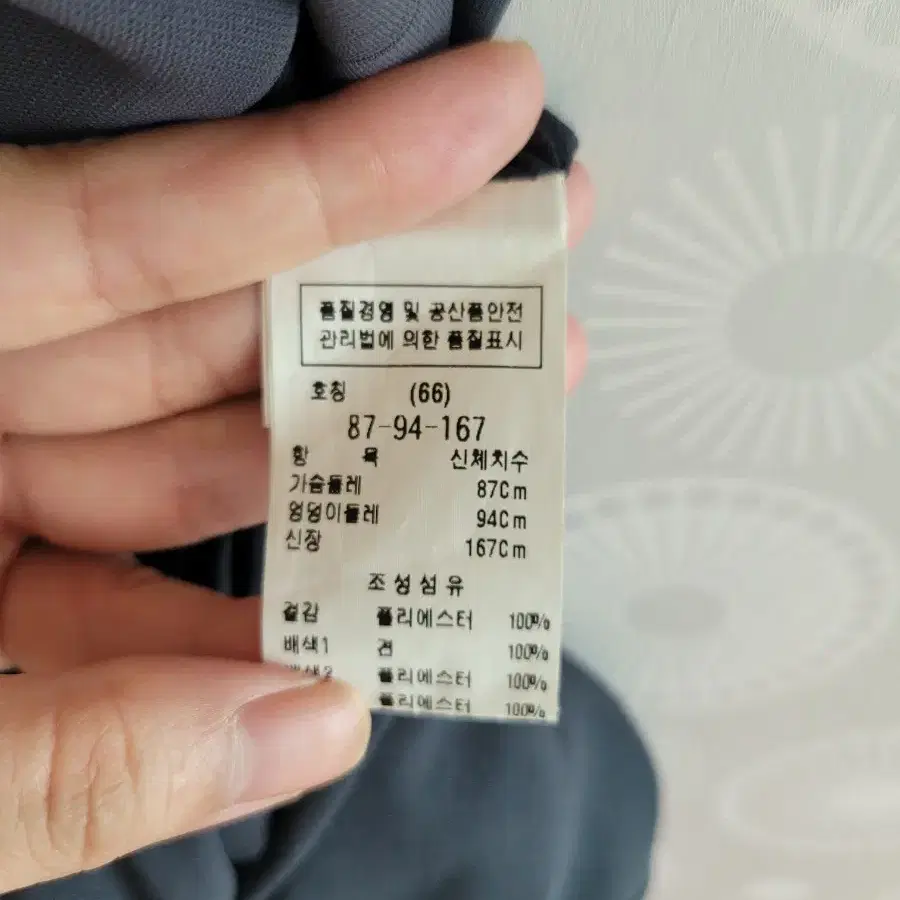 품질경영 및 공산품안전
관리법에 의한 품질표시
호칭 (66)
87-94-167
항 목 신체치수
가슴둘레 87Cm
엉덩이둘레 94Cm
신장 167Cm
조성섬유
겉감 폴리에스터 100%
배색1 견 100%
배색2 폴리에스터 100%
폴리에스터 100%